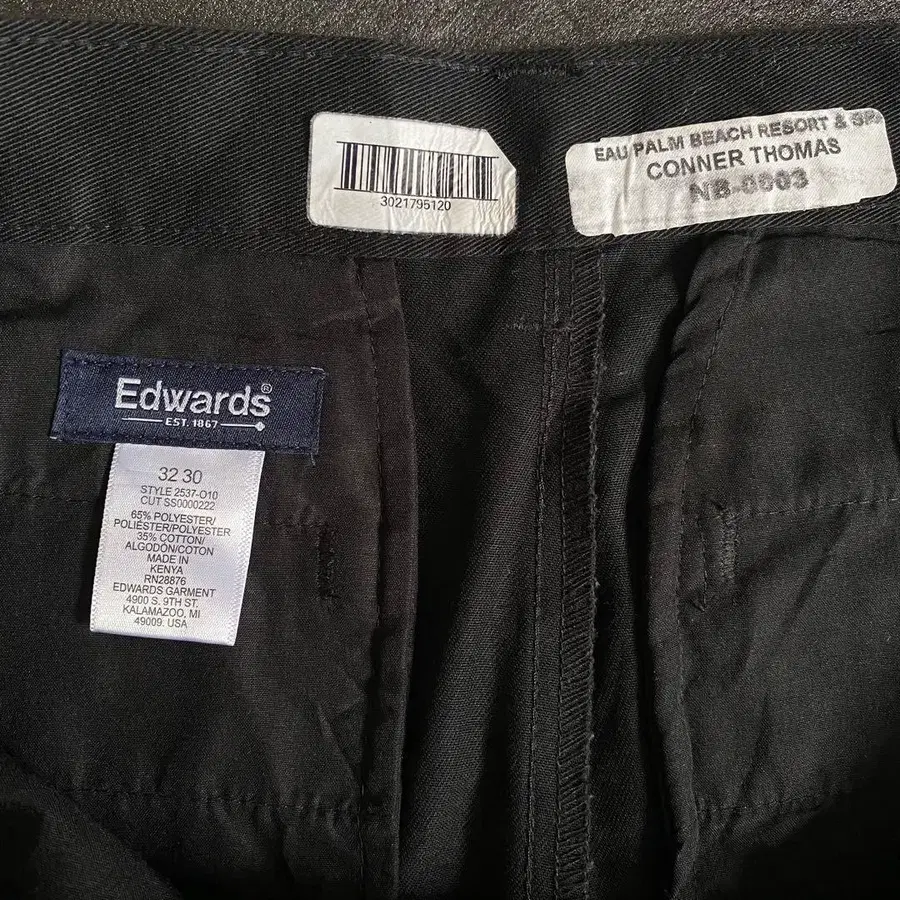 3021795120
EAU PALM BEACH RESORT & SPA
CONNER THOMAS
NB-0003
Edwards®
EST. 1867
32 30
STYLE 2537-O10
CUT SS0000222
65% POLYESTER/
POLIÉSTER/POLYESTER
35% COTTON/
ALGODÓN/COTON
MADE IN
KENYA
RN28876
EDWARDS GARMENT
4900 S. 9TH ST.
KALAMAZOO, MI
49009. USA